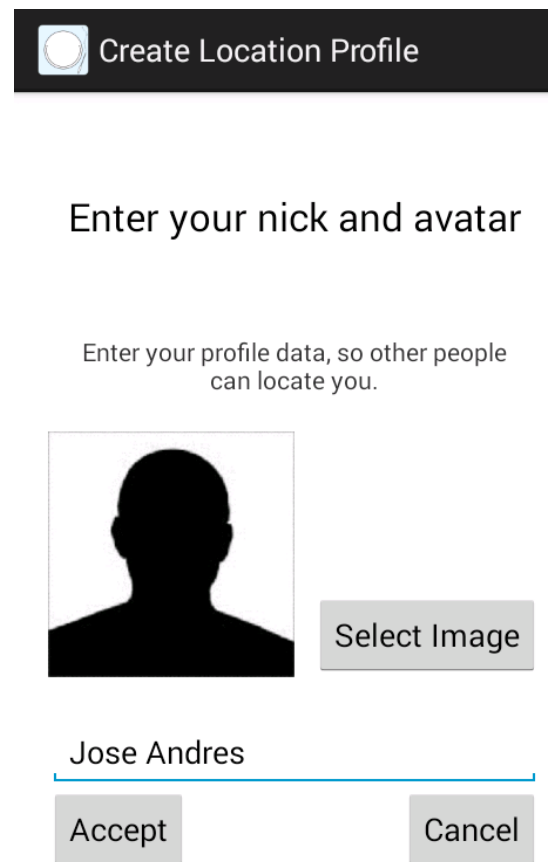 Create Location Profile
Enter your nick and avatar
Enter your profile data, so other people
can locate you.
Select Image
Jose Andres
Accept
Cancel